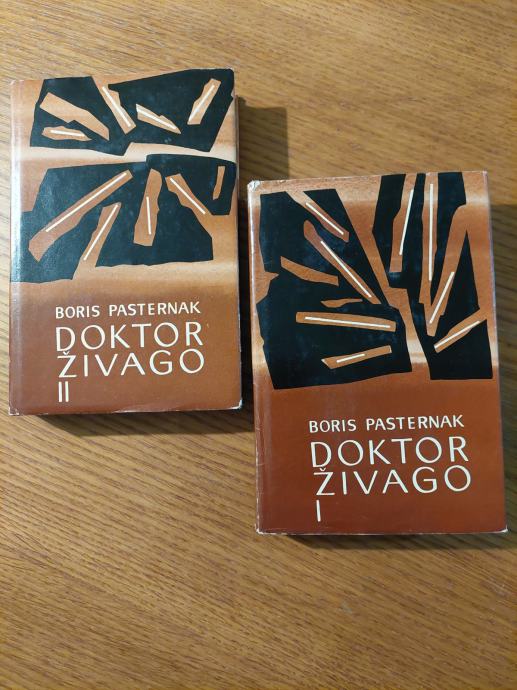 BORIS PASTERNAK
DOKTOR
ŽIVAGO
II
BORIS PASTERNAK
DOKTOR
ŽIVAGO
I